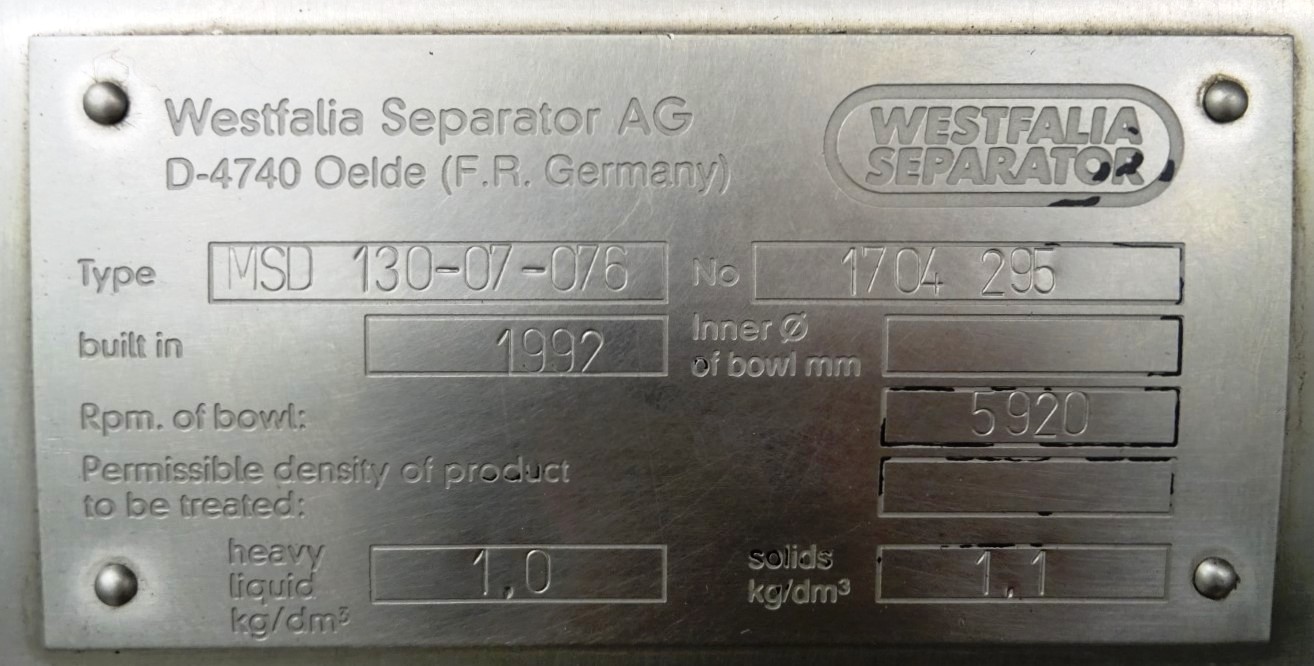 Westfalia Separator AG
D-4740 Oelde (F.R. Germany)
WESTFALIA
SEPARATOR
Type MSD 130-07-076 No 1704 295
built in 1992 Inner Ø
of bowl mm
Rpm. of bowl: 5920
Permissible density of product
to be treated:
heavy
liquid
kg/dm³ 1,0
solids
kg/dm³ 1,1